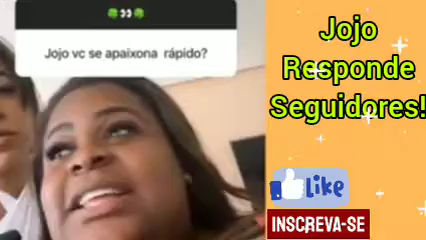 Jojo vc se apaixona rápido?
Jojo
Responde
Seguidores!
Like
INSCREVA-SE